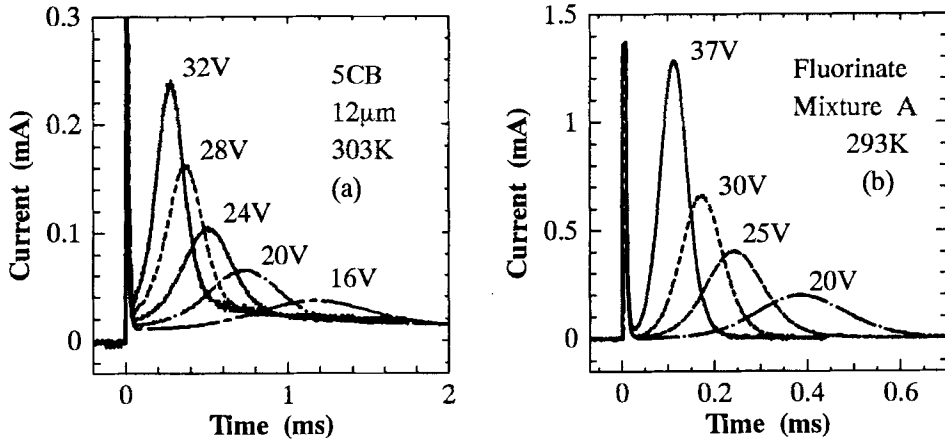 0.3
0.2
0.1
0
Current (mA)
32V
28V
24V
20V
16V
5CB
12μm
303K
(a)
0
1
2
Time (ms)
1.5
1
0.5
0
Current (mA)
37V
30V
25V
20V
Fluorinate
Mixture A
293K
(b)
0
0.2
0.4
0.6
Time (ms)